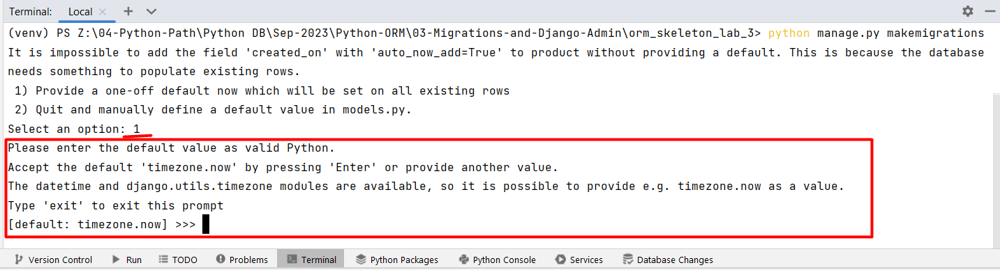 Terminal: Local × +
(venv) PS Z:\04-Python-Path\Python DB\Sep-2023\Python-ORM\03-Migrations-and-Django-Admin\orm_skeleton_lab_3> python manage.py makemigrations
It is impossible to add the field 'created_on' with 'auto_now_add=True' to product without providing a default. This is because the database
needs something to populate existing rows.
 1) Provide a one-off default now which will be set on all existing rows
 2) Quit and manually define a default value in models.py.
Select an option: 1
Please enter the default value as valid Python.
Accept the default 'timezone.now' by pressing 'Enter' or provide another value.
The datetime and django.utils.timezone modules are available, so it is possible to provide e.g. timezone.now as a value.
Type 'exit' to exit this prompt
[default: timezone.now] >>>
Version Control Run TODO Problems Terminal Python Packages Python Console Services Database Changes